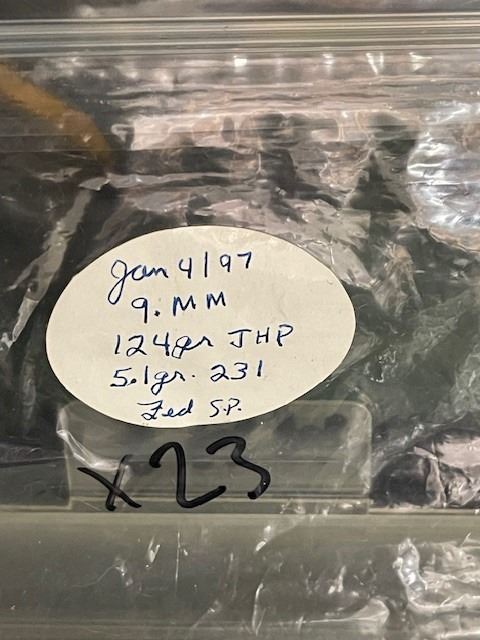 Jan 4/97
9. MM
124gr JHP
5.1gr. 231
Fed S.P.
x23